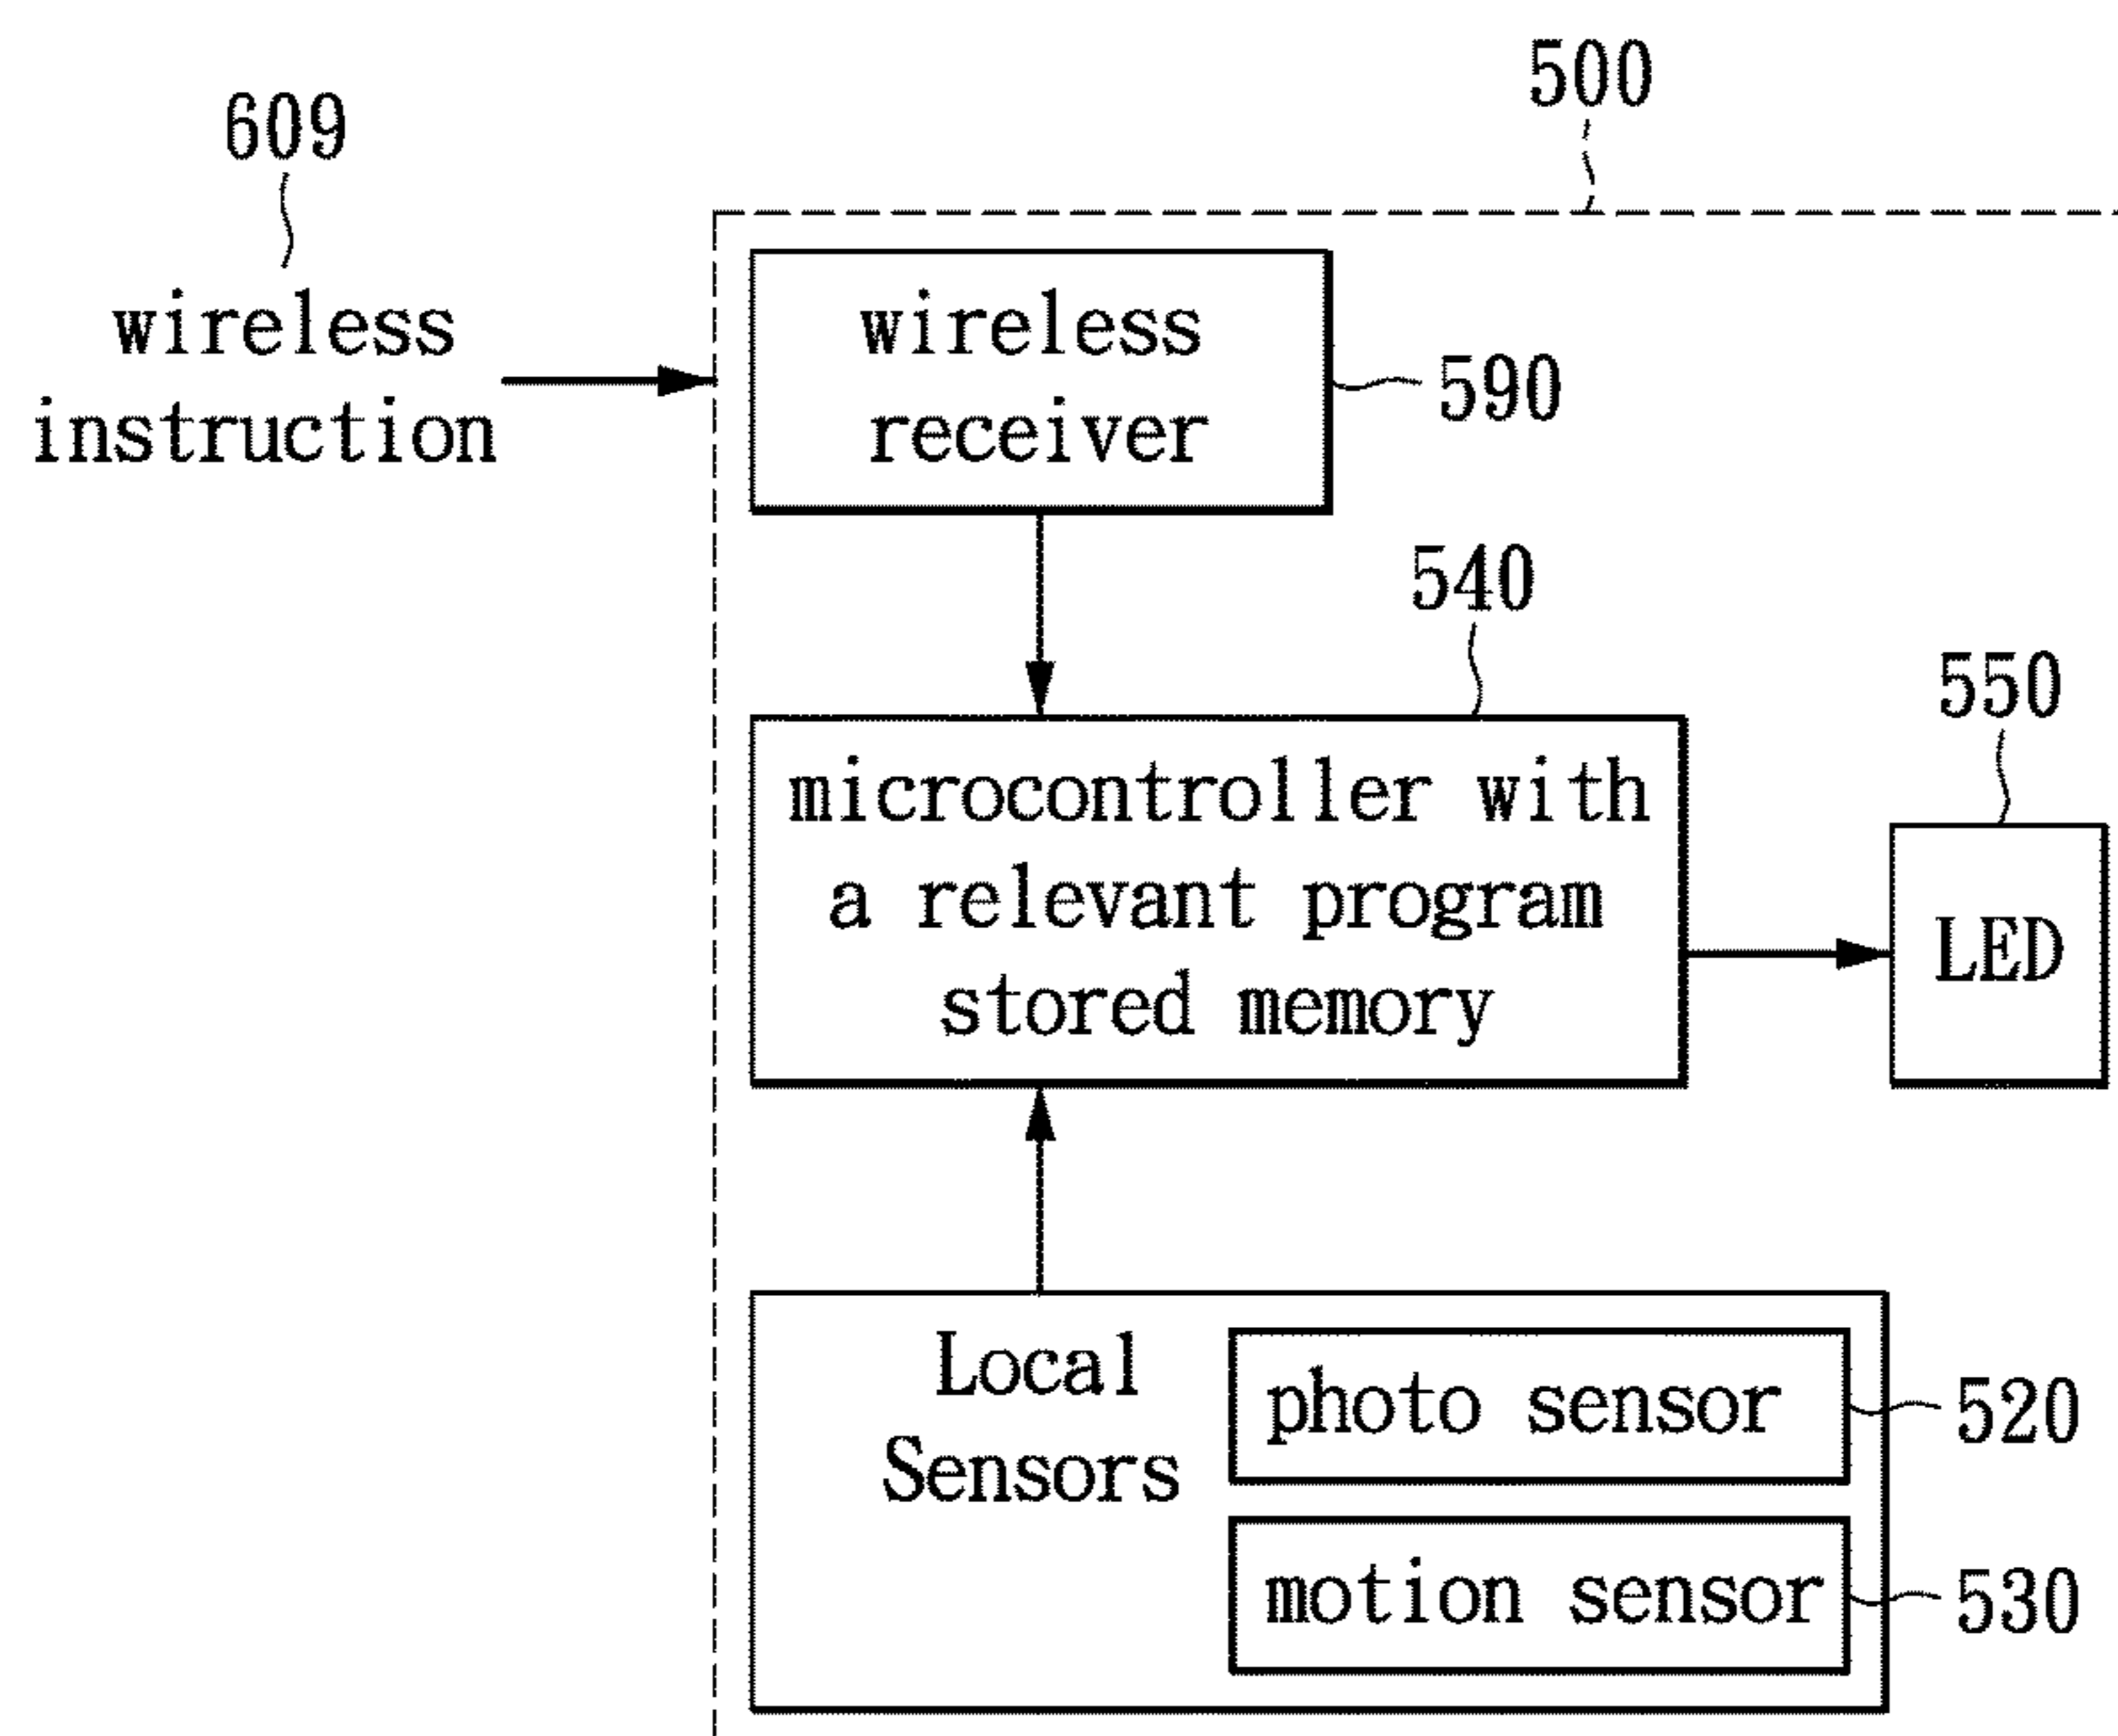 500
609
wireless
instruction
wireless
receiver
590
540
microcontroller with
a relevant program
stored memory
550
LED
Local
Sensors
photo sensor
520
motion sensor
530